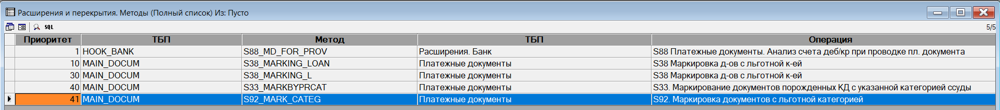 Расширения и перекрытия. Методы (Полный список) Из: Пусто
SQL 5/5
Приоритет ТБП Метод ТБП Операция
1 HOOK_BANK S88_MD_FOR_PROV Расширения. Банк S88 Платежные документы. Анализ счета деб/кр при проводке пл. документа
10 MAIN_DOCUM S38_MARKING_LOAN Платежные документы S38 Маркировка д-ов с льготной к-ей
30 MAIN_DOCUM S38_MARKING_L Платежные документы S38 Маркировка д-ов с льготной к-ей
40 MAIN_DOCUM S33_MARKBYPRCAT Платежные документы S33. Маркирование документов порожденных КД с указанной категорией ссуды
41 MAIN_DOCUM S92_MARK_CATEG Платежные документы S92. Маркировка документов с льготной категорией